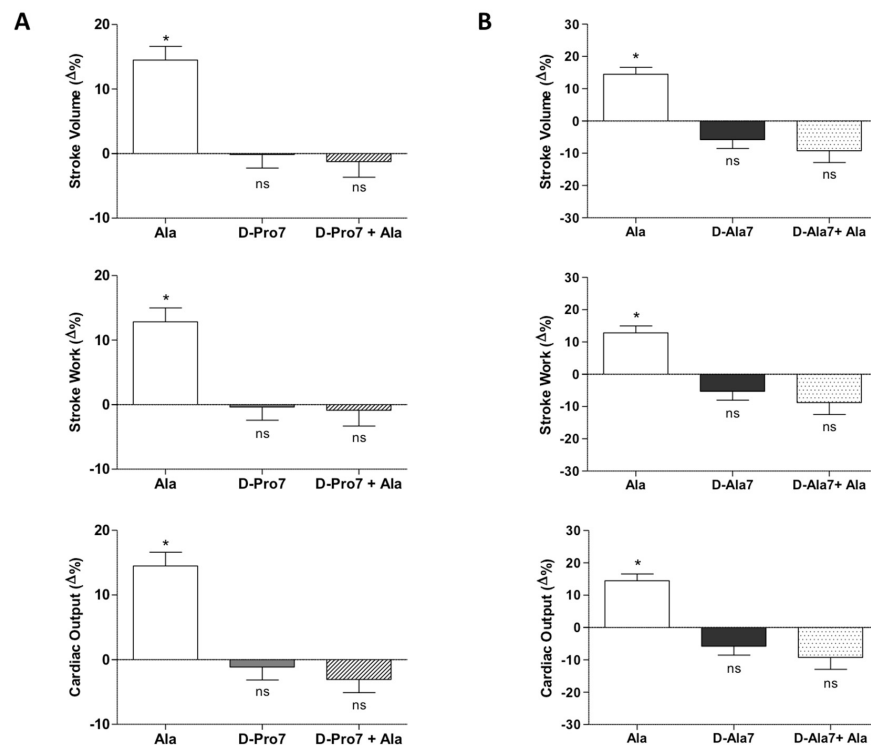 A
Stroke Volume (Δ%)
20
10
0
-10
*
ns
ns
Ala
D-Pro7
D-Pro7 + Ala
Stroke Work (Δ%)
20
10
0
-10
*
ns
ns
Ala
D-Pro7
D-Pro7 + Ala
Cardiac Output (Δ%)
20
10
0
-10
*
ns
ns
Ala
D-Pro7
D-Pro7 + Ala
B
Stroke Volume (Δ%)
30
20
10
0
-10
-20
-30
*
ns
ns
Ala
D-Ala7
D-Ala7+ Ala
Stroke Work (Δ%)
30
20
10
0
-10
-20
-30
*
ns
ns
Ala
D-Ala7
D-Ala7+ Ala
Cardiac Output (Δ%)
30
20
10
0
-10
-20
-30
*
ns
ns
Ala
D-Ala7
D-Ala7+ Ala